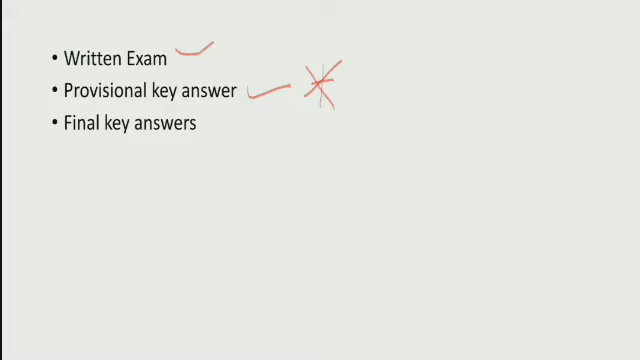 • Written Exam
• Provisional key answer
• Final key answers